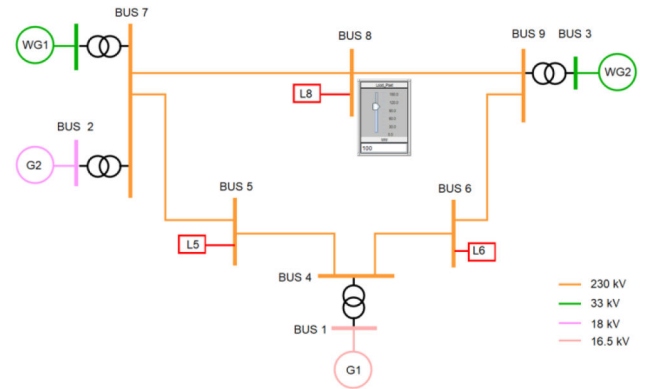 BUS 7
WG1
BUS 8
BUS 9
BUS 3
WG2
L8
100
BUS 2
G2
BUS 5
BUS 6
L5
L6
BUS 4
BUS 1
G1
230 kV
33 kV
18 kV
16.5 kV